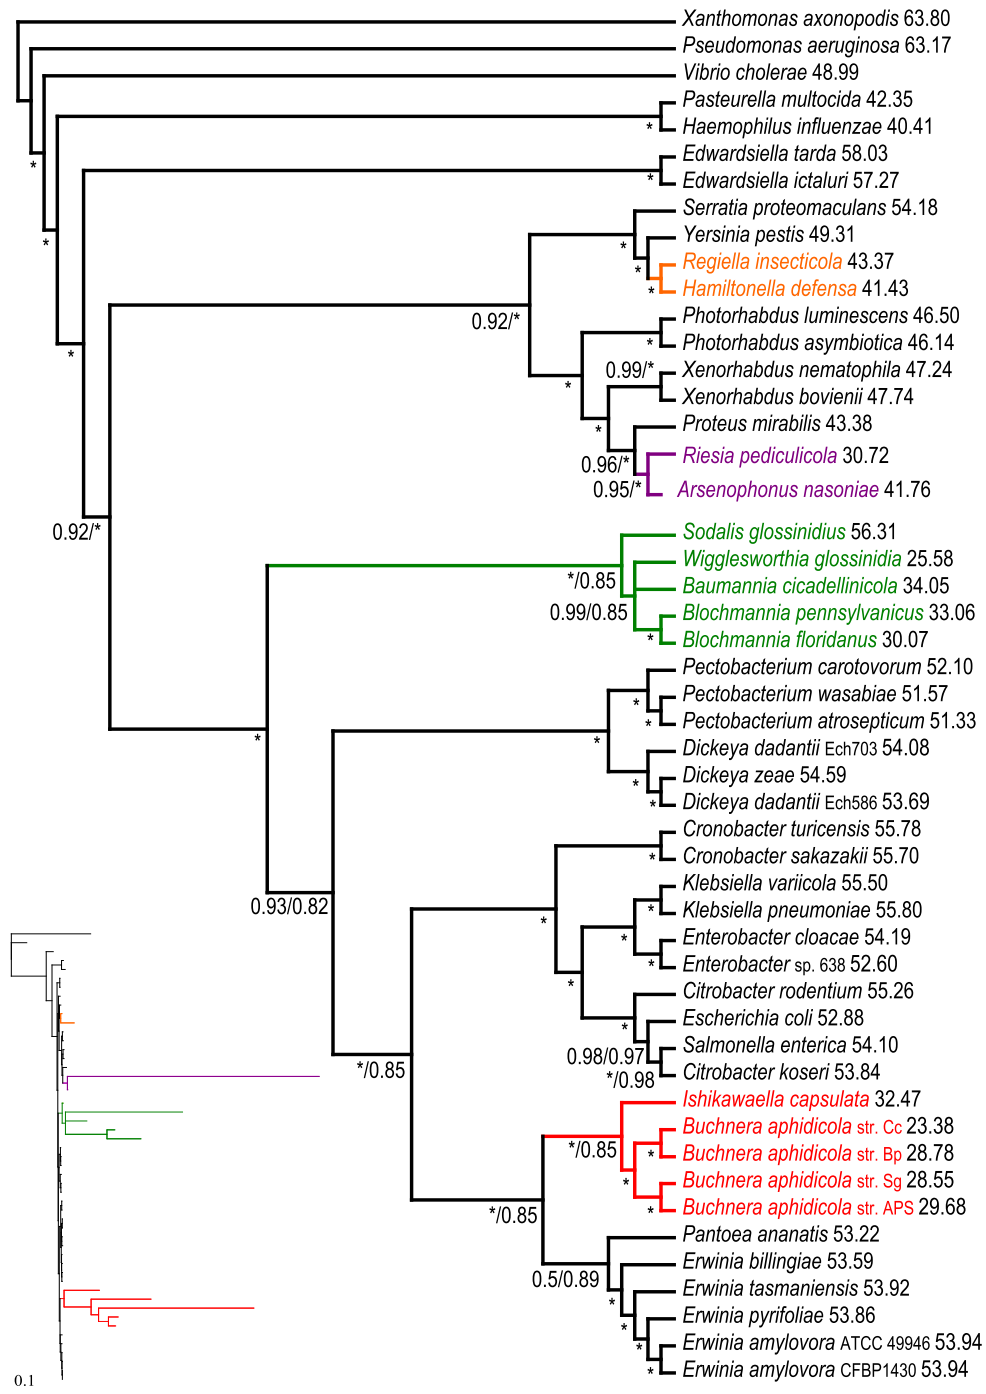 Xanthomonas axonopodis 63.80
Pseudomonas aeruginosa 63.17
Vibrio cholerae 48.99
Pasteurella multocida 42.35
* Haemophilus influenzae 40.41
Edwardsiella tarda 58.03
*
* Edwardsiella ictaluri 57.27
Serratia proteomaculans 54.18
Yersinia pestis 49.31
*
*
Regiella insecticola 43.37
*
* Hamiltonella defensa 41.43
Photorhabdus luminescens 46.50
0.92/*
Photorhabdus asymbiotica 46.14
*
*
0.99/* Xenorhabdus nematophila 47.24
*
Xenorhabdus bovienii 47.74
Proteus mirabilis 43.38
*
Riesia pediculicola 30.72
0.96/*
0.95/* Arsenophonus nasoniae 41.76
0.92/*
Sodalis glossinidius 56.31
Wigglesworthia glossinidia 25.58
*/0.85
Baumannia cicadellinicola 34.05
0.99/0.85 Blochmannia pennsylvanicus 33.06
* Blochmannia floridanus 30.07
Pectobacterium carotovorum 52.10
Pectobacterium wasabiae 51.57
*
* Pectobacterium atrosepticum 51.33
*
*
Dickeya dadantii Ech703 54.08
Dickeya zeae 54.59
*
* Dickeya dadantii Ech586 53.69
Cronobacter turicensis 55.78
* Cronobacter sakazakii 55.70
Klebsiella variicola 55.50
0.93/0.82
* Klebsiella pneumoniae 55.80
*
*
Enterobacter cloacae 54.19
* Enterobacter sp. 638 52.60
*
Citrobacter rodentium 55.26
Escherichia coli 52.88
*
Salmonella enterica 54.10
0.98/0.97
*/0.85
*/0.98 Citrobacter koseri 53.84
Ishikawaella capsulata 32.47
Buchnera aphidicola str. Cc 23.38
*/0.85
* Buchnera aphidicola str. Bp 28.78
*
Buchnera aphidicola str. Sg 28.55
* Buchnera aphidicola str. APS 29.68
*/0.85
Pantoea ananatis 53.22
Erwinia billingiae 53.59
0.5/0.89
Erwinia tasmaniensis 53.92
*
Erwinia pyrifoliae 53.86
*
Erwinia amylovora ATCC 49946 53.94
*
* Erwinia amylovora CFBP1430 53.94
0.1